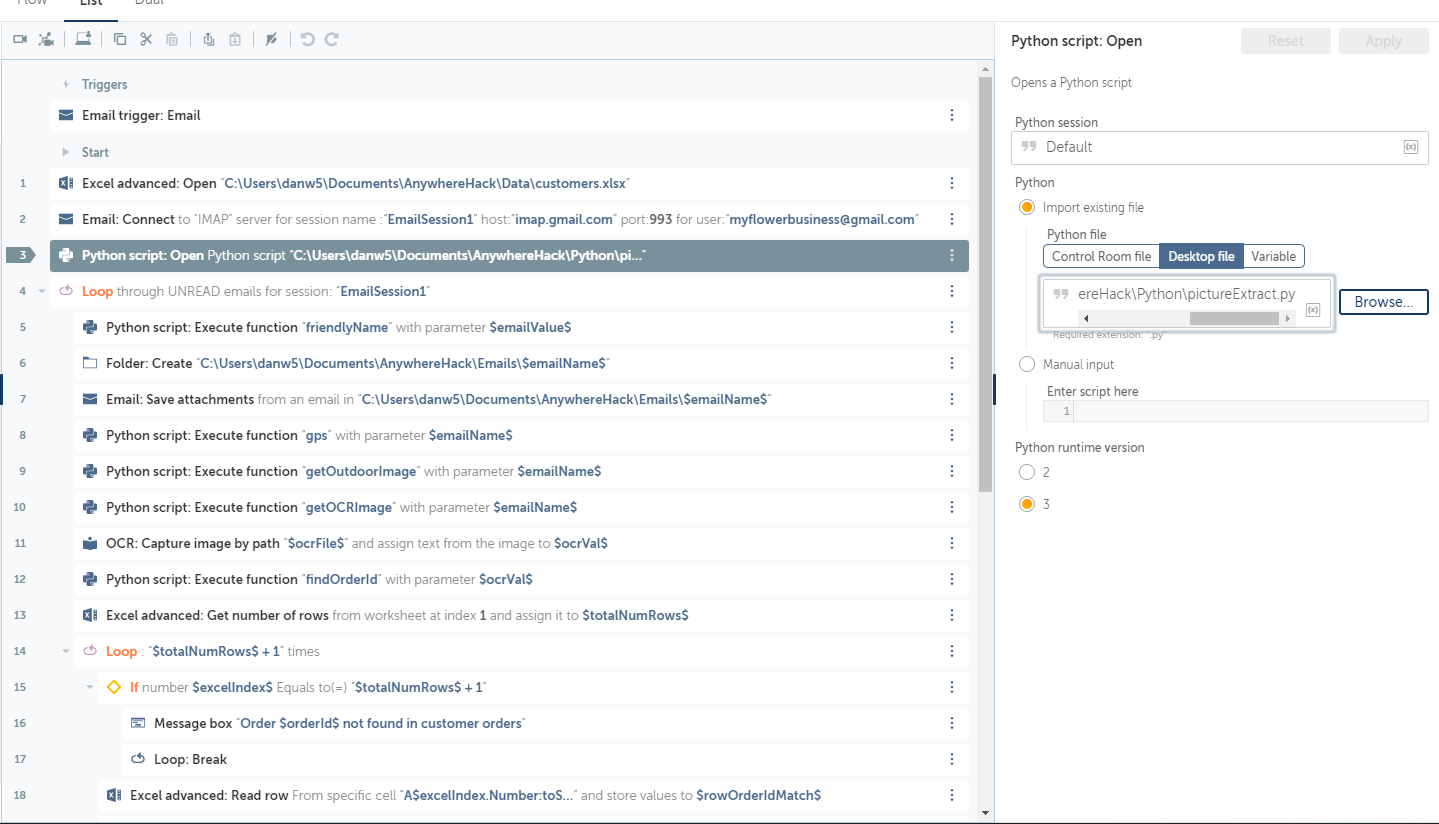 Flow List Dual
Triggers
Email trigger: Email
Start
1 Excel advanced: Open "C:\Users\danw5\Documents\AnywhereHack\Data\customers.xlsx"
2 Email: Connect to "IMAP" server for session name :"EmailSession1" host:"imap.gmail.com" port:993 for user:"myflowerbusiness@gmail.com"
3 Python script: Open Python script "C:\Users\danw5\Documents\AnywhereHack\Python\pi..."
4 Loop through UNREAD emails for session: "EmailSession1"
5 Python script: Execute function "friendlyName" with parameter $emailValue$
6 Folder: Create "C:\Users\danw5\Documents\AnywhereHack\Emails\$emailName$"
7 Email: Save attachments from an email in "C:\Users\danw5\Documents\AnywhereHack\Emails\$emailName$"
8 Python script: Execute function "gps" with parameter $emailName$
9 Python script: Execute function "getOutdoorImage" with parameter $emailName$
10 Python script: Execute function "getOCRImage" with parameter $emailName$
11 OCR: Capture image by path "$ocrFile$" and assign text from the image to $ocrVal$
12 Python script: Execute function "findOrderId" with parameter $ocrVal$
13 Excel advanced: Get number of rows from worksheet at index 1 and assign it to $totalNumRows$
14 Loop : "$totalNumRows$ + 1" times
15 If number $excelIndex$ Equals to(=) "$totalNumRows$ + 1"
16 Message box "Order $orderId$ not found in customer orders"
17 Loop: Break
18 Excel advanced: Read row From specific cell "A$excelIndex.Number:toS..." and store values to $rowOrderIdMatch$
Python script: Open
Reset Apply
Opens a Python script
Python session
Default (x)
Python
Import existing file
Python file
Control Room file Desktop file Variable
ereHack\Python\pictureExtract.py (x) Browse...
Required extension: ".py"
Manual input
Enter script here
1
Python runtime version
2
3